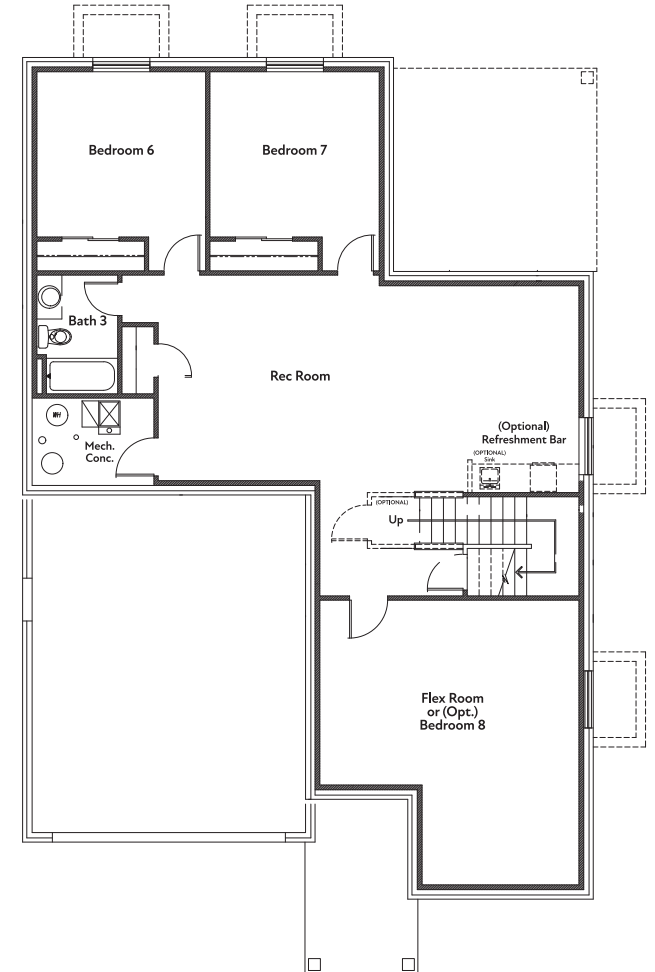 Bedroom 6
Bedroom 7
Bath 3
Rec Room
(Optional)
Refreshment Bar
(OPTIONAL)
Sink
WH
Mech.
Conc.
(OPTIONAL)
Up
Flex Room
or (Opt.)
Bedroom 8